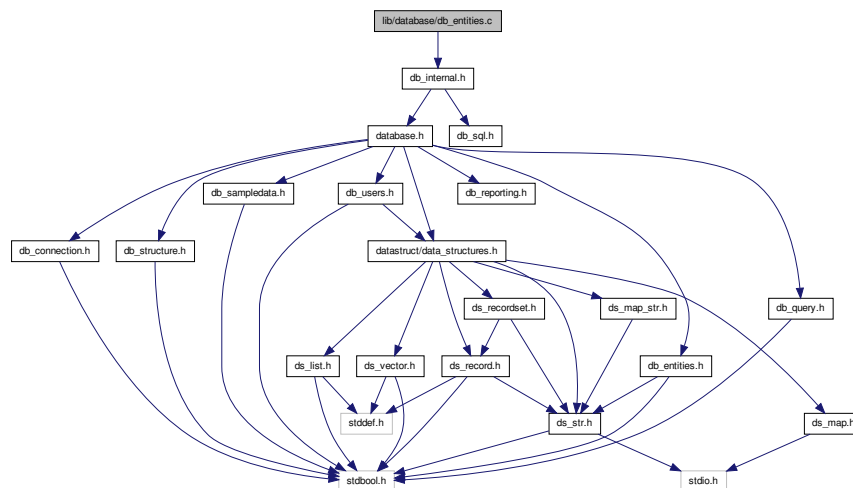 lib/database/db_entities.c
db_internal.h
database.h
db_sql.h
db_sampledata.h
db_users.h
db_reporting.h
db_connection.h
db_structure.h
datastruct/data_structures.h
ds_recordset.h
ds_map_str.h
db_query.h
ds_list.h
ds_vector.h
ds_record.h
db_entities.h
stddef.h
ds_str.h
ds_map.h
stdbool.h
stdio.h